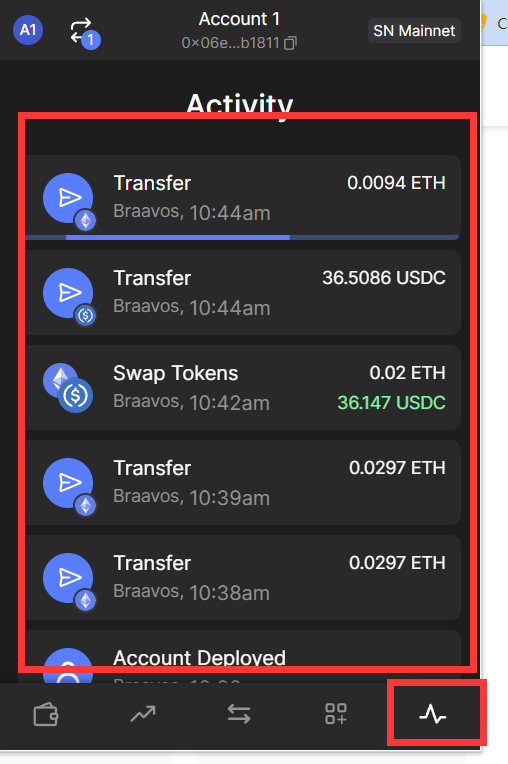 A1
1
Account 1
0x06e...b1811
SN Mainnet
C
Activity
Transfer
0.0094 ETH
Braavos, 10:44am
Transfer
36.5086 USDC
Braavos, 10:44am
Swap Tokens
0.02 ETH
Braavos, 10:42am
36.147 USDC
Transfer
0.0297 ETH
Braavos, 10:39am
Transfer
0.0297 ETH
Braavos, 10:38am
Account Deployed